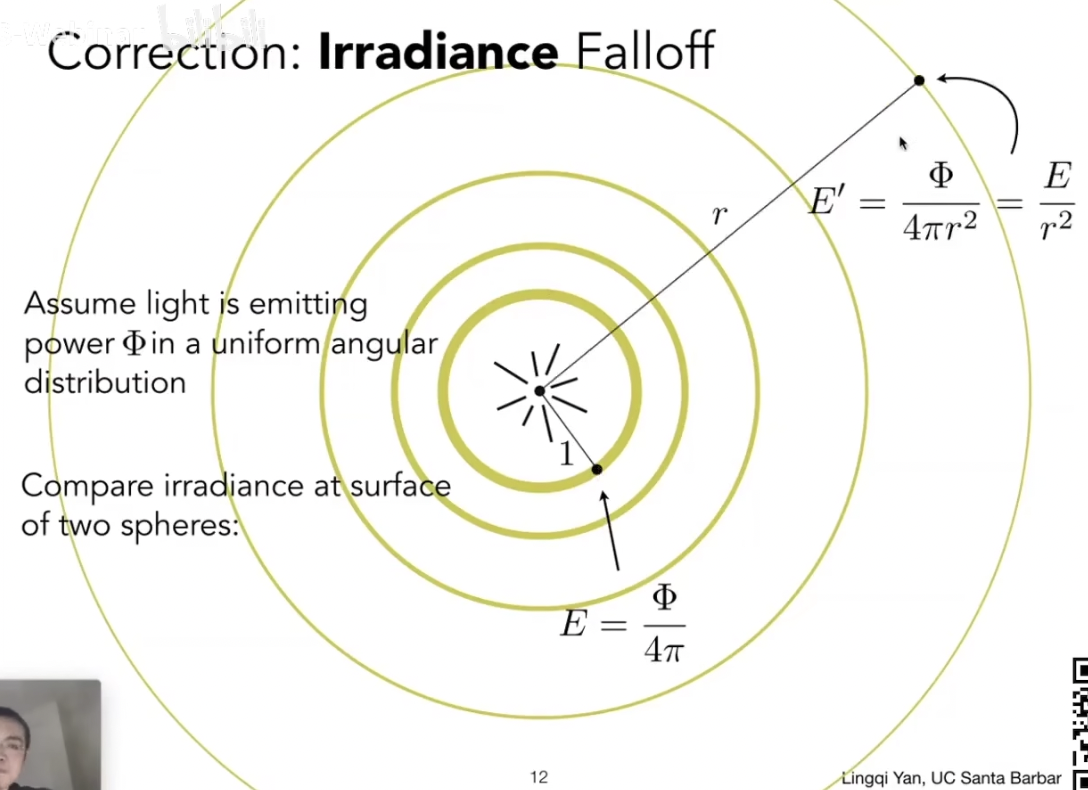 bilibili
Correction: Irradiance Falloff
E′ = Φ / 4πr² = E / r²
r
Assume light is emitting
power Φ in a uniform angular
distribution
1
Compare irradiance at surface
of two spheres:
E = Φ / 4π
12
Lingqi Yan, UC Santa Barbar